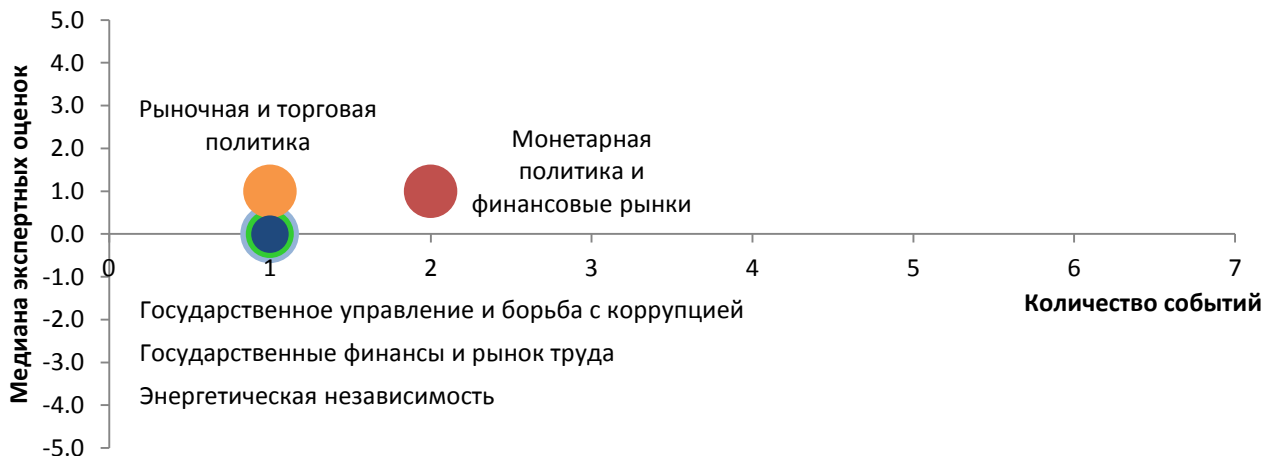 Медиана экспертных оценок
5.0
4.0
3.0
2.0
1.0
0.0
-1.0
-2.0
-3.0
-4.0
-5.0
Рыночная и торговая
политика
Монетарная
политика и
финансовые рынки
0 1 2 3 4 5 6 7
Количество событий
Государственное управление и борьба с коррупцией
Государственные финансы и рынок труда
Энергетическая независимость